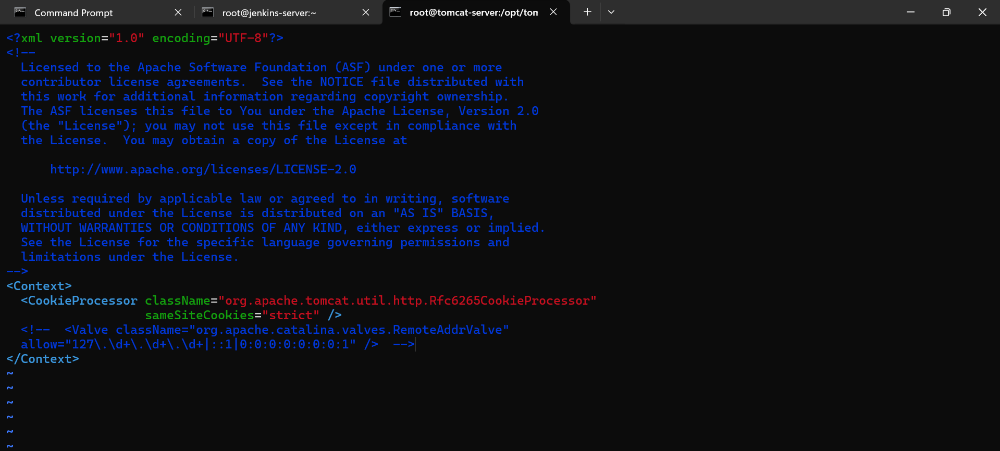 Command Prompt
root@jenkins-server:~
root@tomcat-server:/opt/ton
<?xml version="1.0" encoding="UTF-8"?>
<!--
  Licensed to the Apache Software Foundation (ASF) under one or more
  contributor license agreements.  See the NOTICE file distributed with
  this work for additional information regarding copyright ownership.
  The ASF licenses this file to You under the Apache License, Version 2.0
  (the "License"); you may not use this file except in compliance with
  the License.  You may obtain a copy of the License at

      http://www.apache.org/licenses/LICENSE-2.0

  Unless required by applicable law or agreed to in writing, software
  distributed under the License is distributed on an "AS IS" BASIS,
  WITHOUT WARRANTIES OR CONDITIONS OF ANY KIND, either express or implied.
  See the License for the specific language governing permissions and
  limitations under the License.
-->
<Context>
  <CookieProcessor className="org.apache.tomcat.util.http.Rfc6265CookieProcessor"
                   sameSiteCookies="strict" />
  <!--  <Valve className="org.apache.catalina.valves.RemoteAddrValve"
  allow="127\.\d+\.\d+\.\d+|::1|0:0:0:0:0:0:0:1" />  -->
</Context>
~
~
~
~
~
~